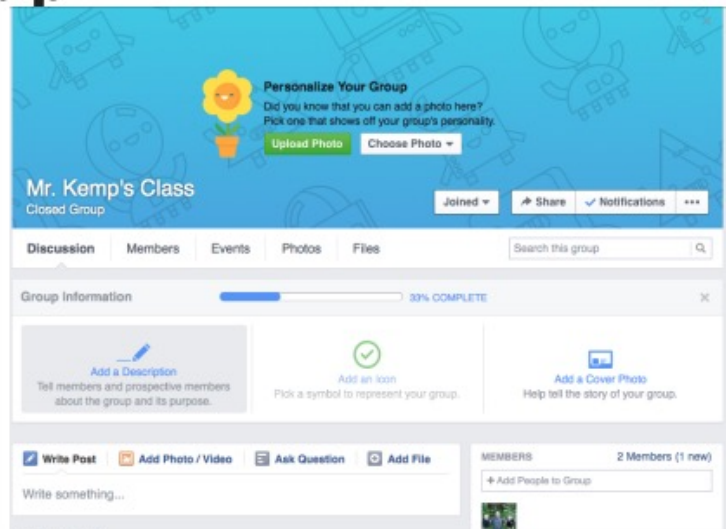 Personalize Your Group
Did you know that you can add a photo here?
Pick one that shows off your group's personality.
Upload Photo Choose Photo
Mr. Kemp's Class
Closed Group
Joined Share Notifications
Discussion Members Events Photos Files Search this group
Group Information 33% COMPLETE
Add a Description
Tell members and prospective members
about the group and its purpose.
Add an Icon
Pick a symbol to represent your group.
Add a Cover Photo
Help tell the story of your group.
Write Post Add Photo / Video Ask Question Add File
Write something...
MEMBERS 2 Members (1 new)
+ Add People to Group